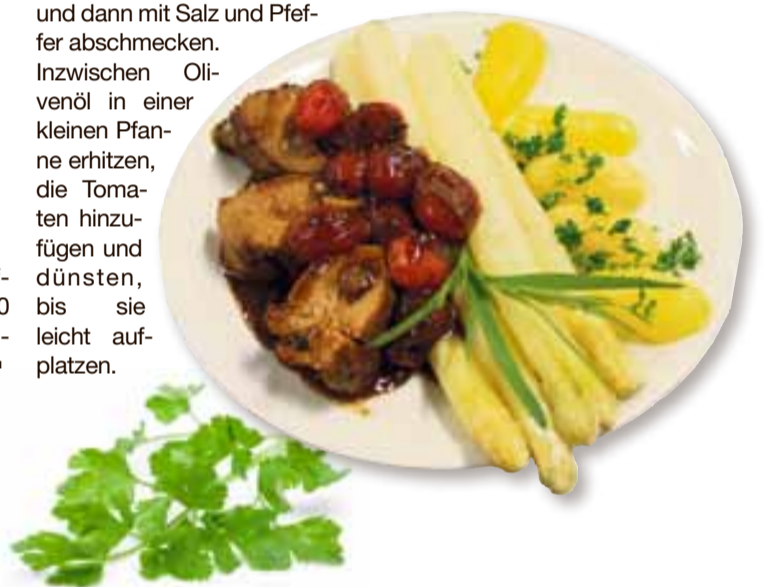 und dann mit Salz und Pfef-
fer abschmecken.
Inzwischen Oli-
venöl in einer
kleinen Pfan-
ne erhitzen,
die Toma-
ten hinzu-
fügen und
dünsten,
bis sie
leicht auf-
platzen.